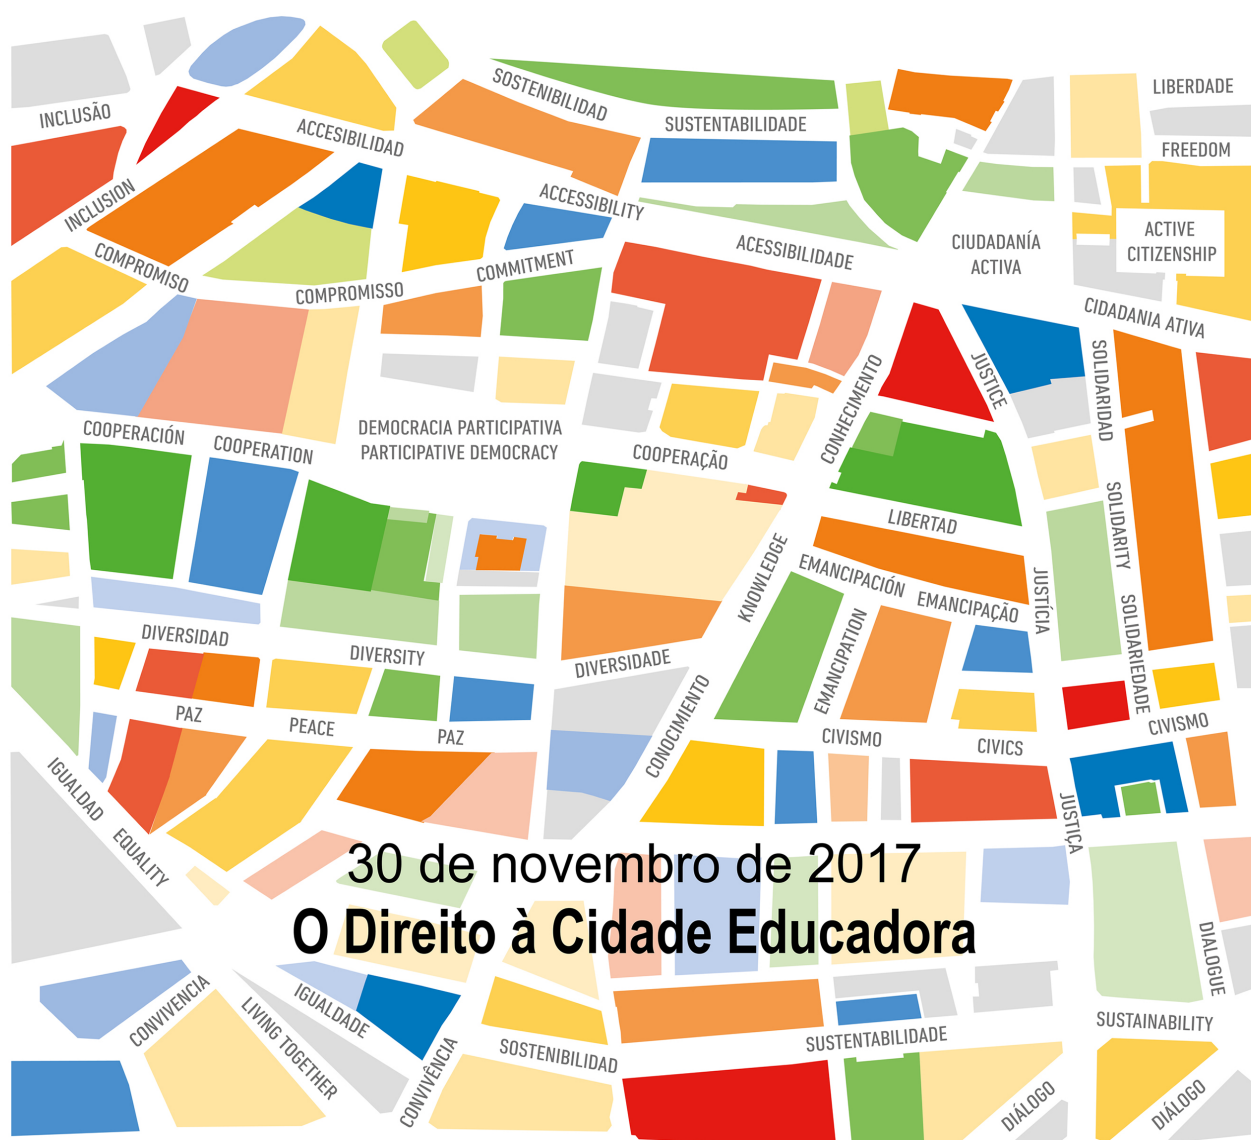 LIBERDADE
SOSTENIBILIDAD
INCLUSÃO
SUSTENTABILIDADE
ACCESIBILIDAD
FREEDOM
INCLUSION
ACCESSIBILITY
ACTIVE
CITIZENSHIP
CIUDADANÍA
ACTIVA
ACESSIBILIDADE
COMPROMISO
COMMITMENT
COMPROMISSO
CIDADANIA ATIVA
JUSTICE
SOLIDARIDAD
CONHECIMENTO
COOPERACIÓN
COOPERATION
DEMOCRACIA PARTICIPATIVA
PARTICIPATIVE DEMOCRACY
COOPERAÇÃO
LIBERTAD
SOLIDARITY
KNOWLEDGE
EMANCIPACIÓN
EMANCIPAÇÃO
JUSTÍCIA
DIVERSIDAD
DIVERSITY
DIVERSIDADE
EMANCIPATION
SOLIDARIEDADE
PAZ
PEACE
PAZ
CONOCIMIENTO
CIVISMO
CIVICS
CIVISMO
IGUALDAD
EQUALITY
JUSTIÇA
30 de novembro de 2017
O Direito à Cidade Educadora
DIALOGUE
CONVIVENCIA
LIVING TOGETHER
IGUALDADE
CONVIVÊNCIA
SOSTENIBILIDAD
SUSTENTABILIDADE
SUSTAINABILITY
DIÁLOGO
DIÁLOGO